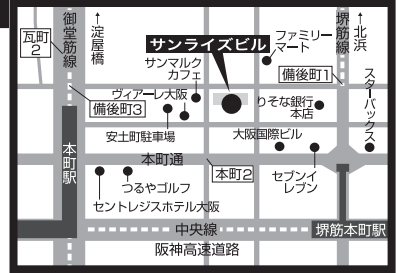 瓦町
2
御堂筋線
↑淀屋橋
サンライズビル
ファミリー
マート
堺筋線
↑北浜
サンマルク
カフェ
備後町1
スターバックス
ヴィアーレ大阪
備後町3
りそな銀行
本店
安土町駐車場
大阪国際ビル
本町通
本町駅
本町2
セブンイ
レブン
つるやゴルフ
セントレジスホテル大阪
中央線
堺筋本町駅
阪神高速道路